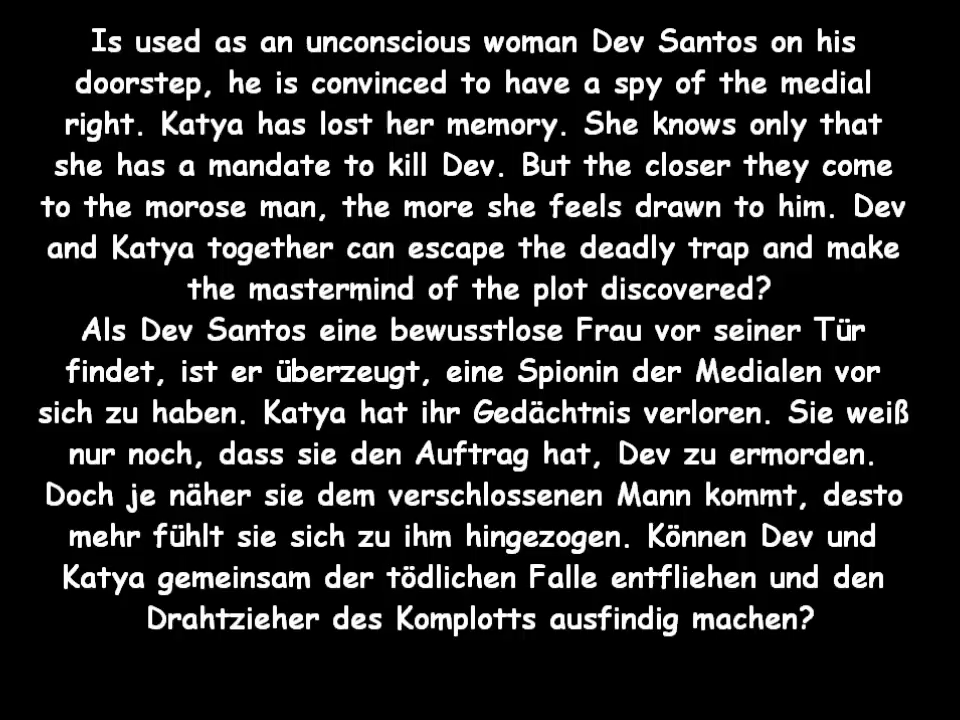 Is used as an unconscious woman Dev Santos on his
doorstep, he is convinced to have a spy of the medial
right. Katya has lost her memory. She knows only that
she has a mandate to kill Dev. But the closer they come
to the morose man, the more she feels drawn to him. Dev
and Katya together can escape the deadly trap and make
the mastermind of the plot discovered?
Als Dev Santos eine bewusstlose Frau vor seiner Tür
findet, ist er überzeugt, eine Spionin der Medialen vor
sich zu haben. Katya hat ihr Gedächtnis verloren. Sie weiß
nur noch, dass sie den Auftrag hat, Dev zu ermorden.
Doch je näher sie dem verschlossenen Mann kommt, desto
mehr fühlt sie sich zu ihm hingezogen. Können Dev und
Katya gemeinsam der tödlichen Falle entfliehen und den
Drahtzieher des Komplotts ausfindig machen?